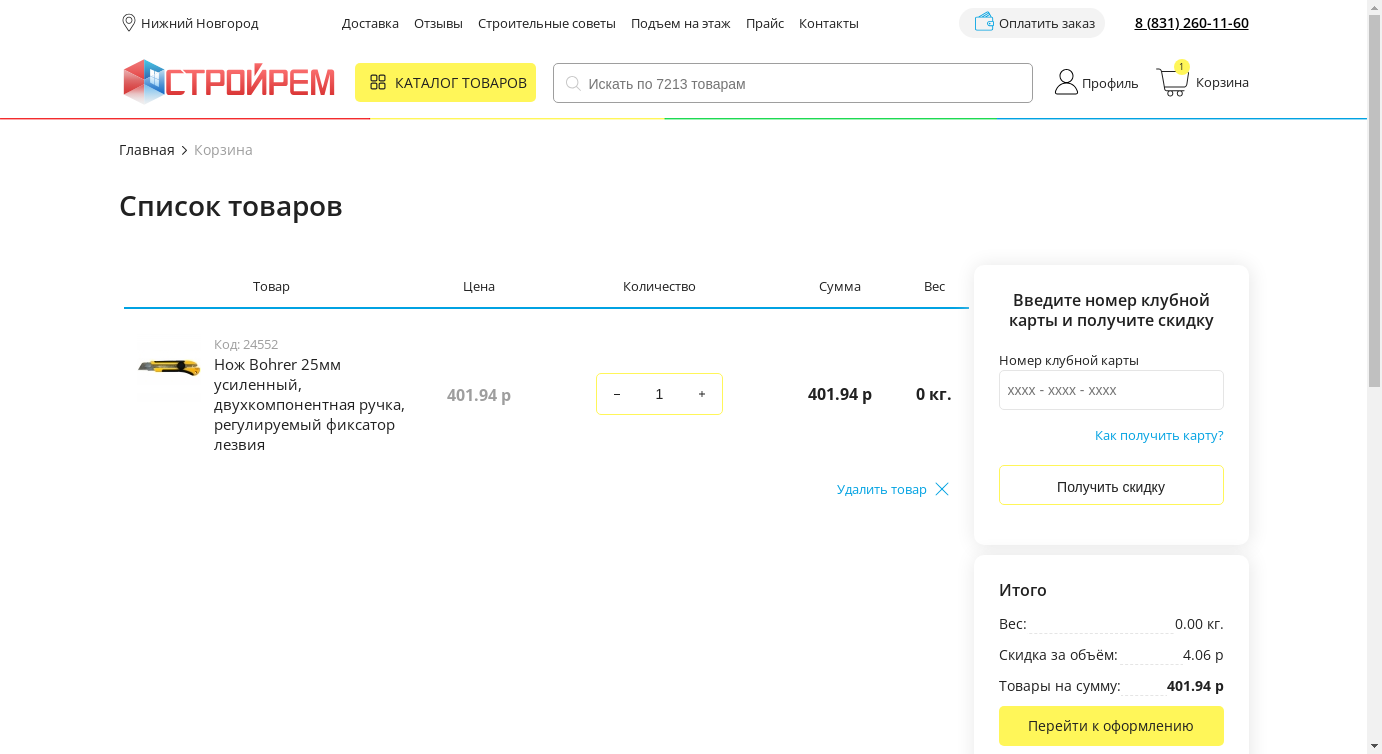 Нижний Новгород
Доставка Отзывы Строительные советы Подъем на этаж Прайс Контакты
Оплатить заказ
8 (831) 260-11-60
СТРОЙРЕМ
КАТАЛОГ ТОВАРОВ
Искать по 7213 товарам
Профиль
1
Корзина
Главная Корзина
Список товаров
Товар Цена Количество Сумма Вес
Код: 24552
Нож Bohrer 25мм
усиленный,
двухкомпонентная ручка,
регулируемый фиксатор
лезвия
401.94 р
− 1 +
401.94 р
0 кг.
Удалить товар
Введите номер клубной
карты и получите скидку
Номер клубной карты
xxxx - xxxx - xxxx
Как получить карту?
Получить скидку
Итого
Вес: 0.00 кг.
Скидка за объём: 4.06 р
Товары на сумму: 401.94 р
Перейти к оформлению